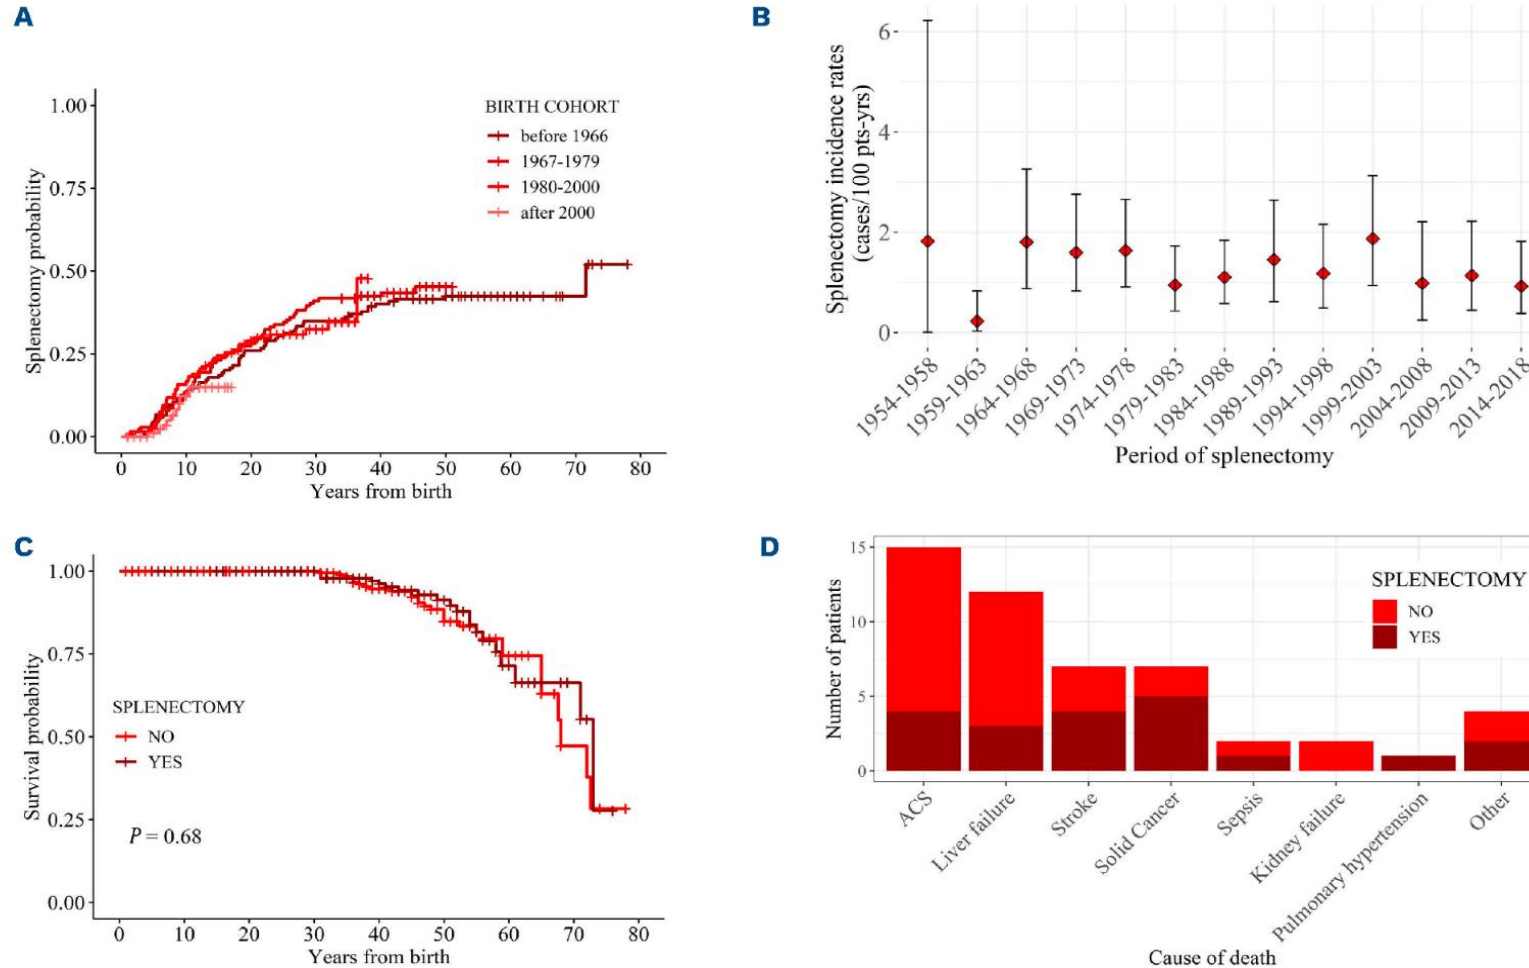 A
1.00
0.75
0.50
0.25
0.00
Splenectomy probability
BIRTH COHORT
before 1966
1967-1979
1980-2000
after 2000
0 10 20 30 40 50 60 70 80
Years from birth
B
6
4
2
0
Splenectomy incidence rates
(cases/100 pts-yrs)
1954-1958
1959-1963
1964-1968
1969-1973
1974-1978
1979-1983
1984-1988
1989-1993
1994-1998
1999-2003
2004-2008
2009-2013
2014-2018
Period of splenectomy
C
1.00
0.75
0.50
0.25
0.00
Survival probability
SPLENECTOMY
NO
YES
P = 0.68
0 10 20 30 40 50 60 70 80
Years from birth
D
15
10
5
0
Number of patients
SPLENECTOMY
NO
YES
ACS
Liver failure
Stroke
Solid Cancer
Sepsis
Kidney failure
Pulmonary hypertension
Other
Cause of death